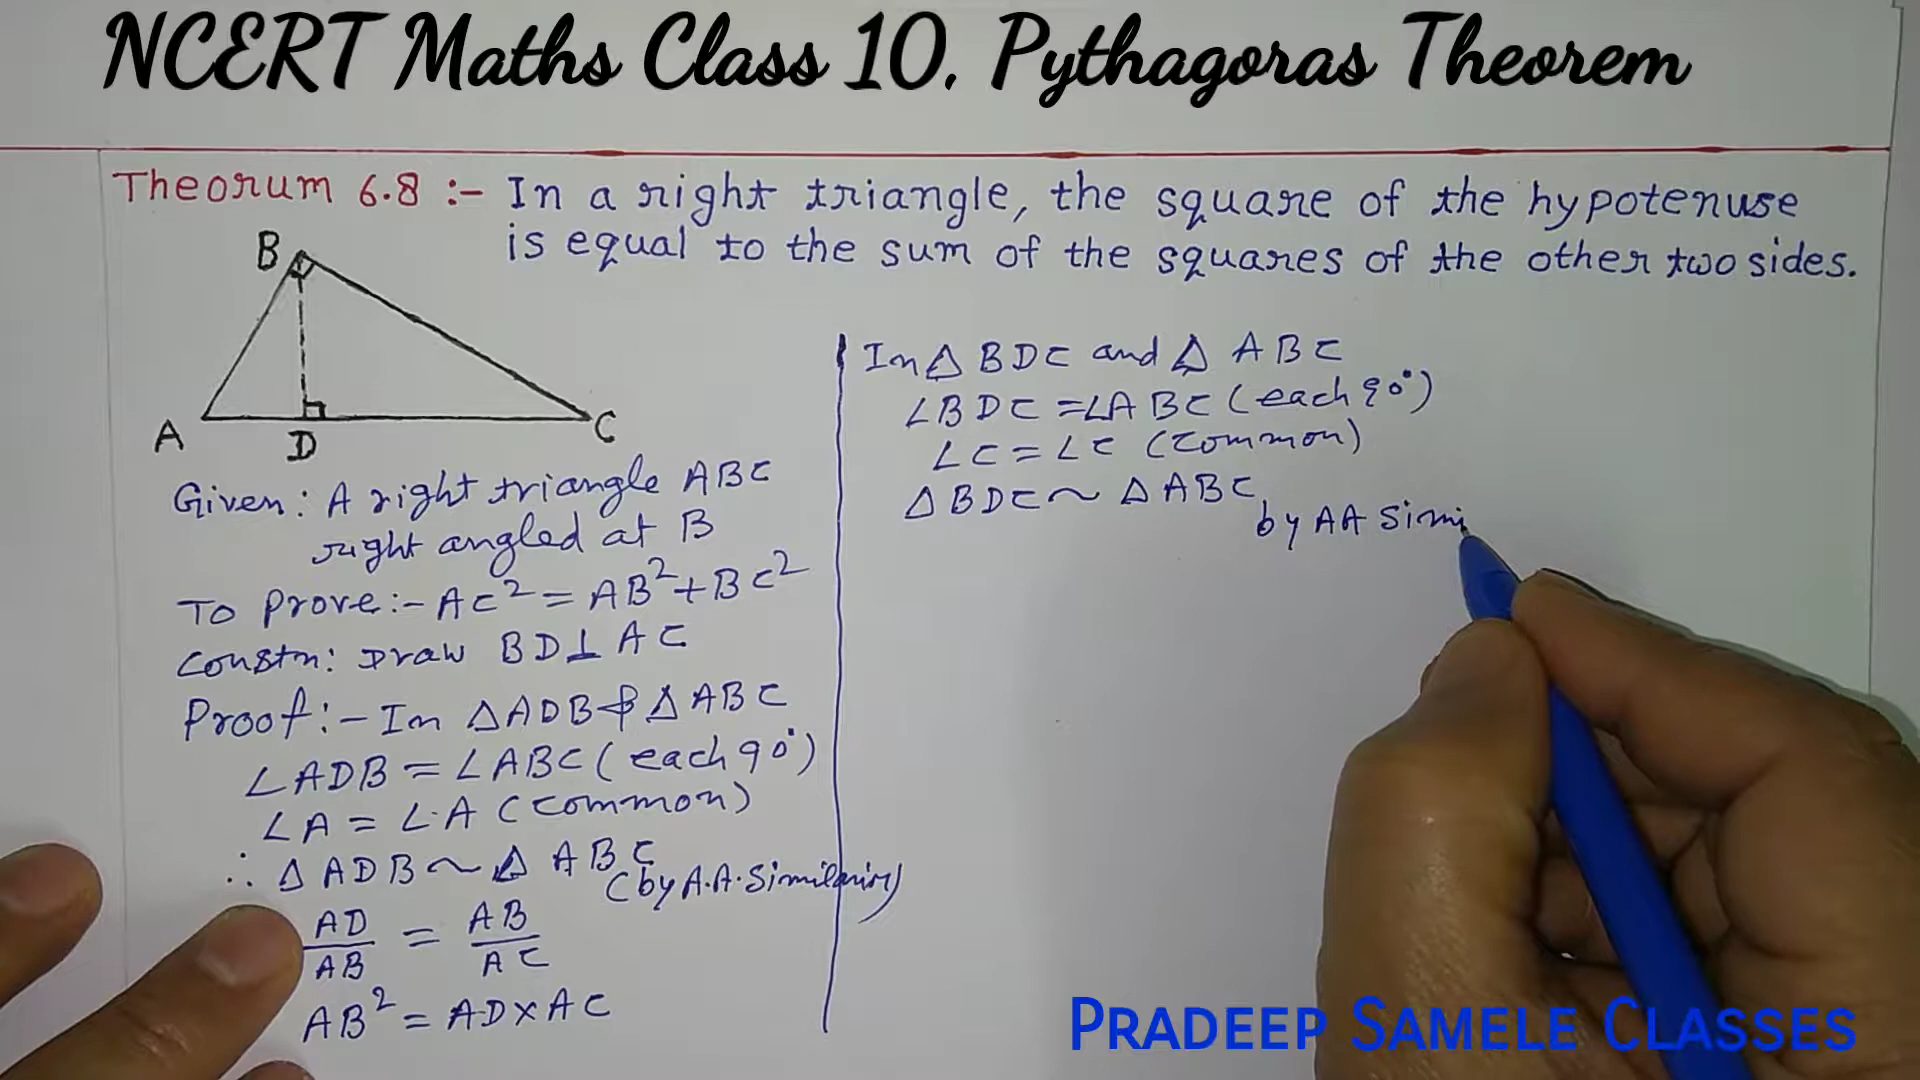 NCERT Maths Class 10. Pythagoras Theorem
Theorum 6.8 :- In a right triangle, the square of the hypotenuse
is equal to the sum of the squares of the other two sides.
B
A
D
C
Given: A right triangle ABC
right angled at B
To Prove:- AC² = AB² + BC²
Constn: Draw BD ⊥ AC
Proof:- In △ADB & △ABC
∠ADB = ∠ABC (each 90°)
∠A = ∠A (common)
∴ △ADB ~ △ABC
(by A.A. Similarity)
AD/AB = AB/AC
AB² = AD × AC
In △BDC and △ABC
∠BDC = ∠ABC (each 90°)
∠C = ∠C (common)
△BDC ~ △ABC
by AA Simi
PRADEEP SAMELE CLASSES